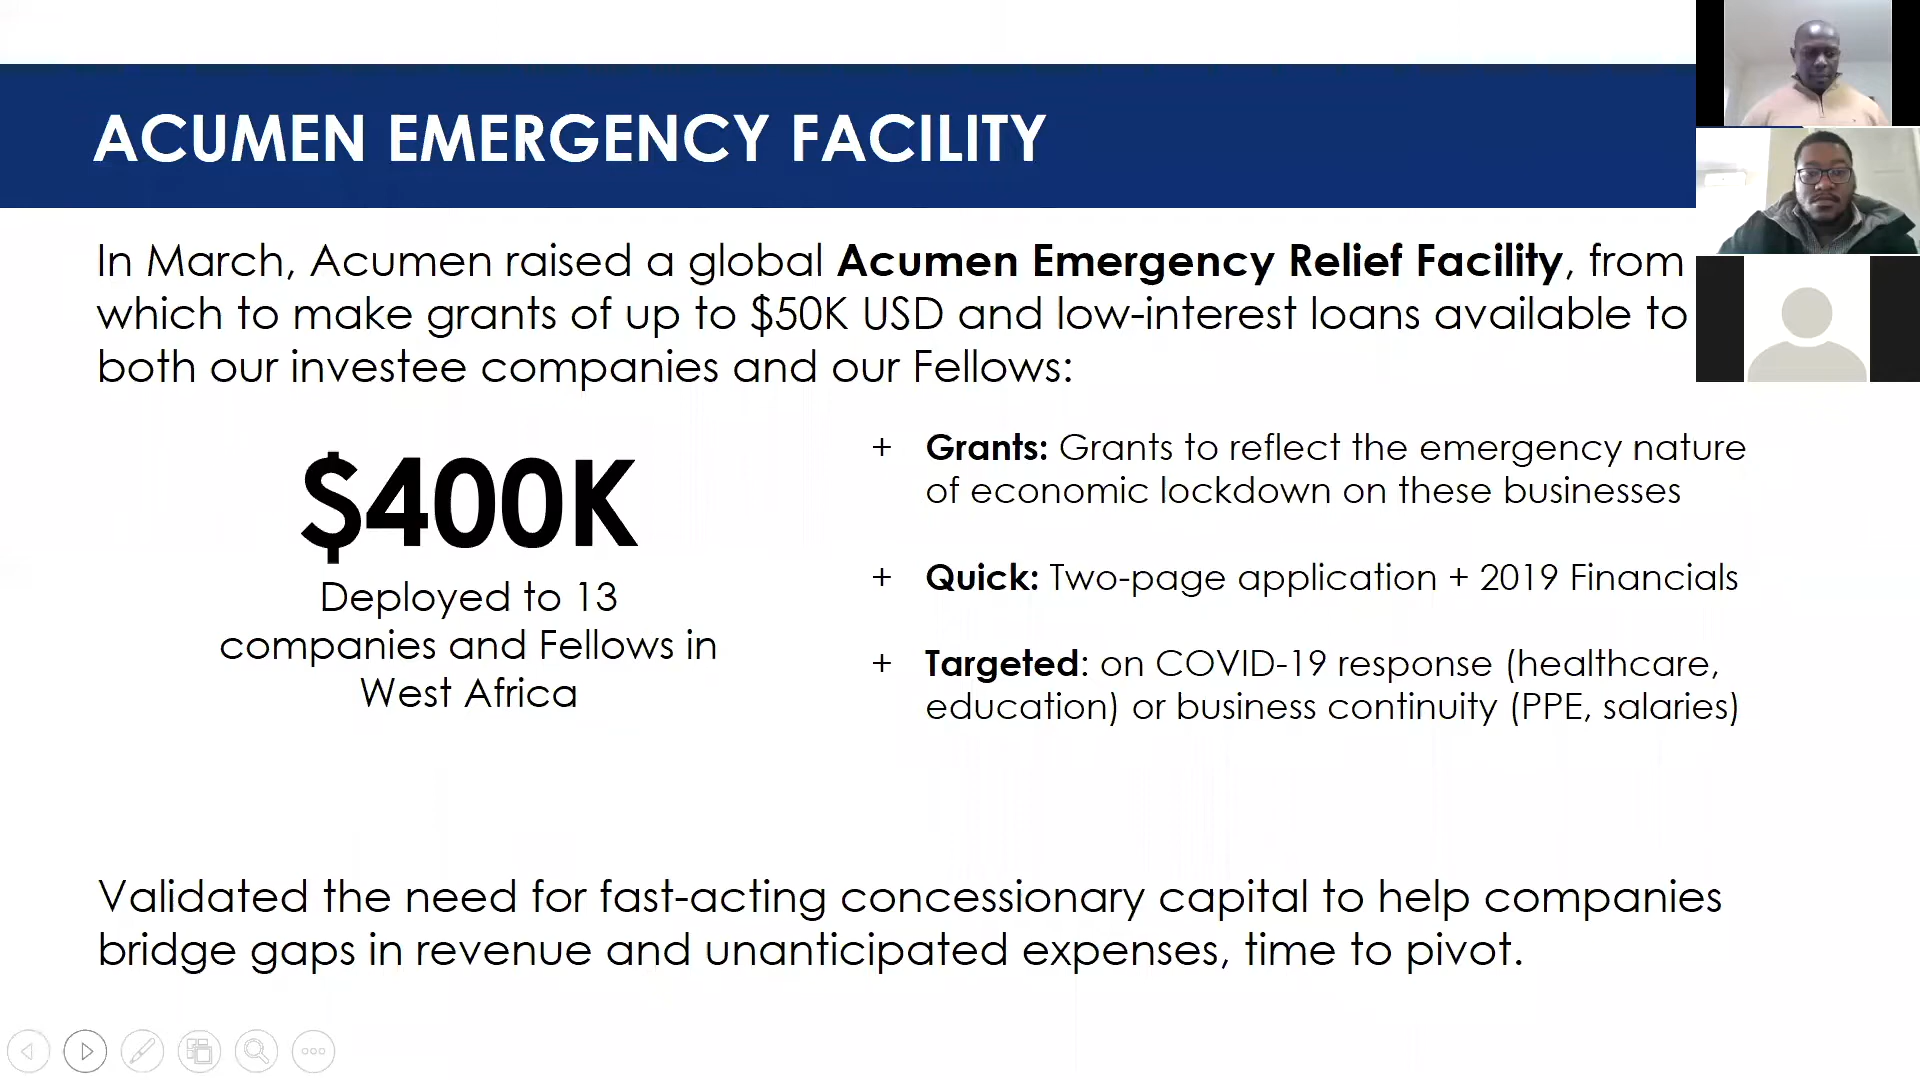 ACUMEN EMERGENCY FACILITY
In March, Acumen raised a global Acumen Emergency Relief Facility, from
which to make grants of up to $50K USD and low-interest loans available to
both our investee companies and our Fellows:
$400K
Deployed to 13
companies and Fellows in
West Africa
+ Grants: Grants to reflect the emergency nature
of economic lockdown on these businesses
+ Quick: Two-page application + 2019 Financials
+ Targeted: on COVID-19 response (healthcare,
education) or business continuity (PPE, salaries)
Validated the need for fast-acting concessionary capital to help companies
bridge gaps in revenue and unanticipated expenses, time to pivot.